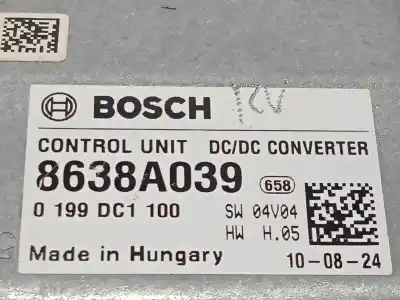 BOSCH
CONTROL UNIT DC/DC CONVERTER
8638A039 658
0 199 DC1 100 SW 04V04
HW H.05
Made in Hungary 10-08-24